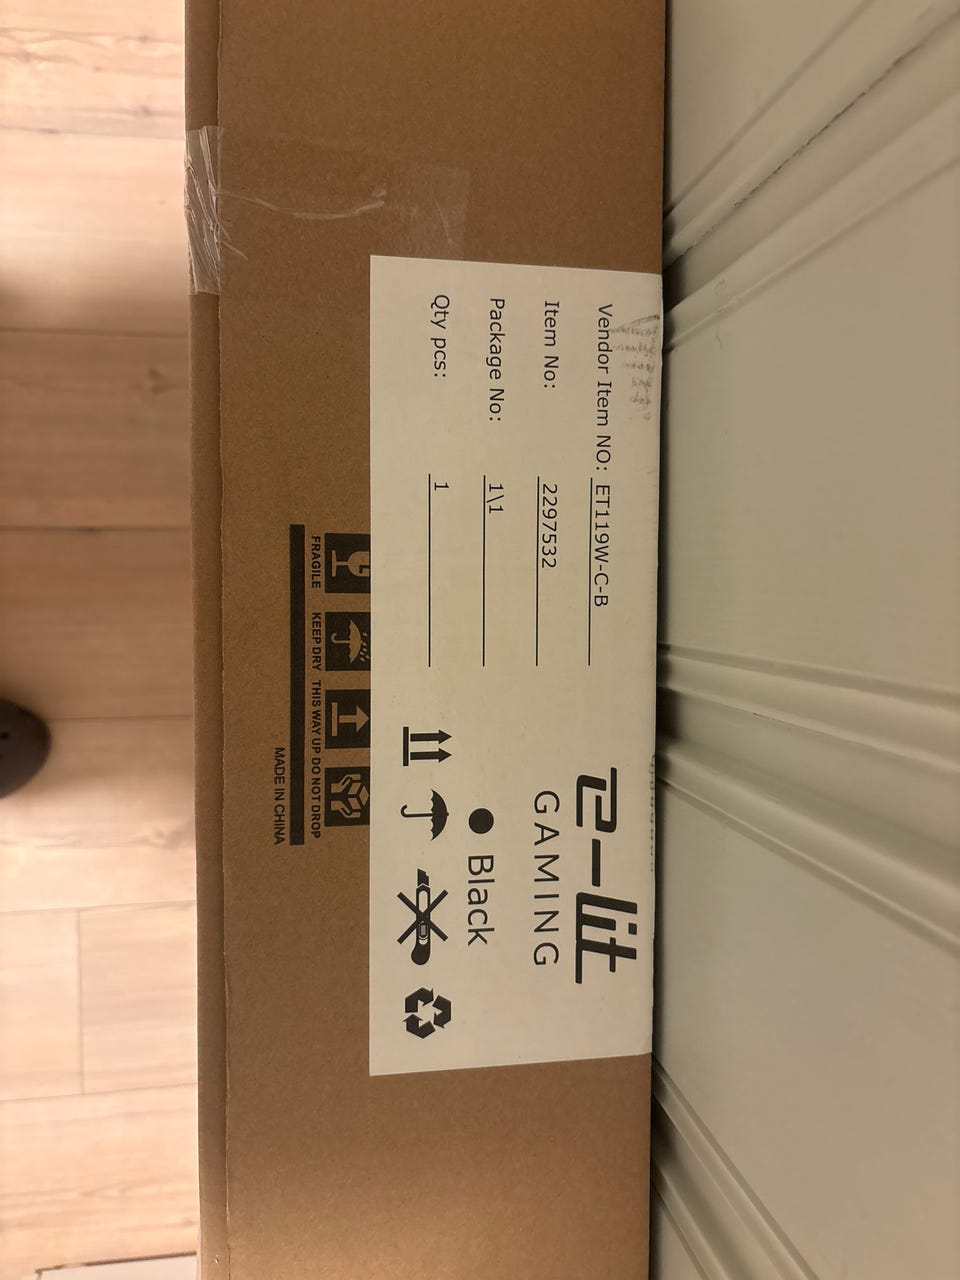 Vendor Item NO: ET119W-C-B
Item No: 2297532
Package No: 1\1
Qty pcs: 1
e-lit
GAMING
Black
FRAGILE KEEP DRY THIS WAY UP DO NOT DROP
MADE IN CHINA